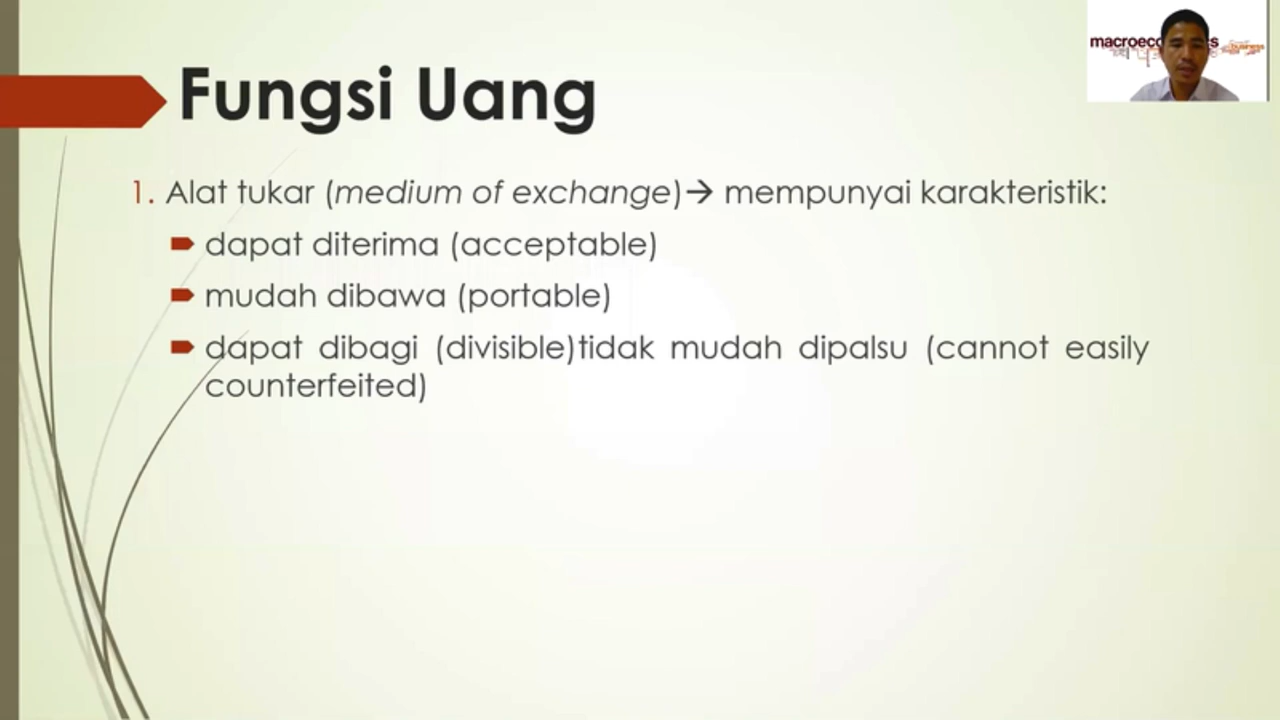 Fungsi Uang
1. Alat tukar (medium of exchange)→ mempunyai karakteristik:
dapat diterima (acceptable)
mudah dibawa (portable)
dapat dibagi (divisible)tidak mudah dipalsu (cannot easily
counterfeited)
business